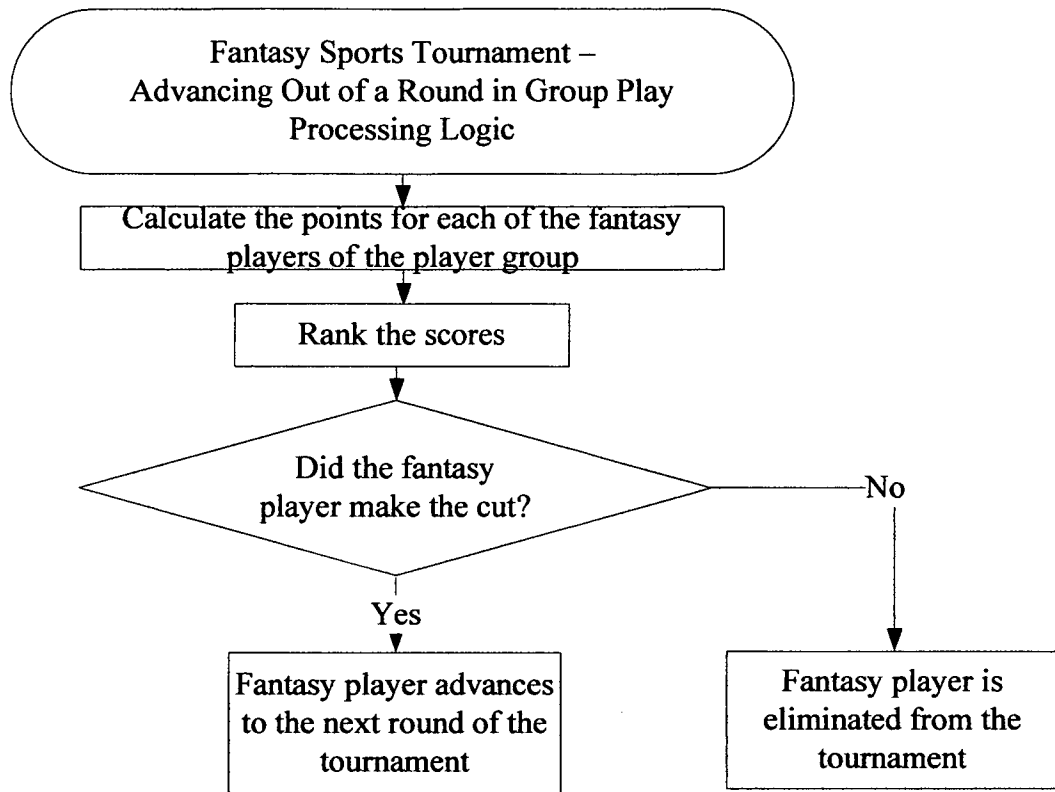 Fantasy Sports Tournament –
Advancing Out of a Round in Group Play
Processing Logic
Calculate the points for each of the fantasy
players of the player group
Rank the scores
Did the fantasy
player make the cut?
No
Yes
Fantasy player advances
to the next round of the
tournament
Fantasy player is
eliminated from the
tournament